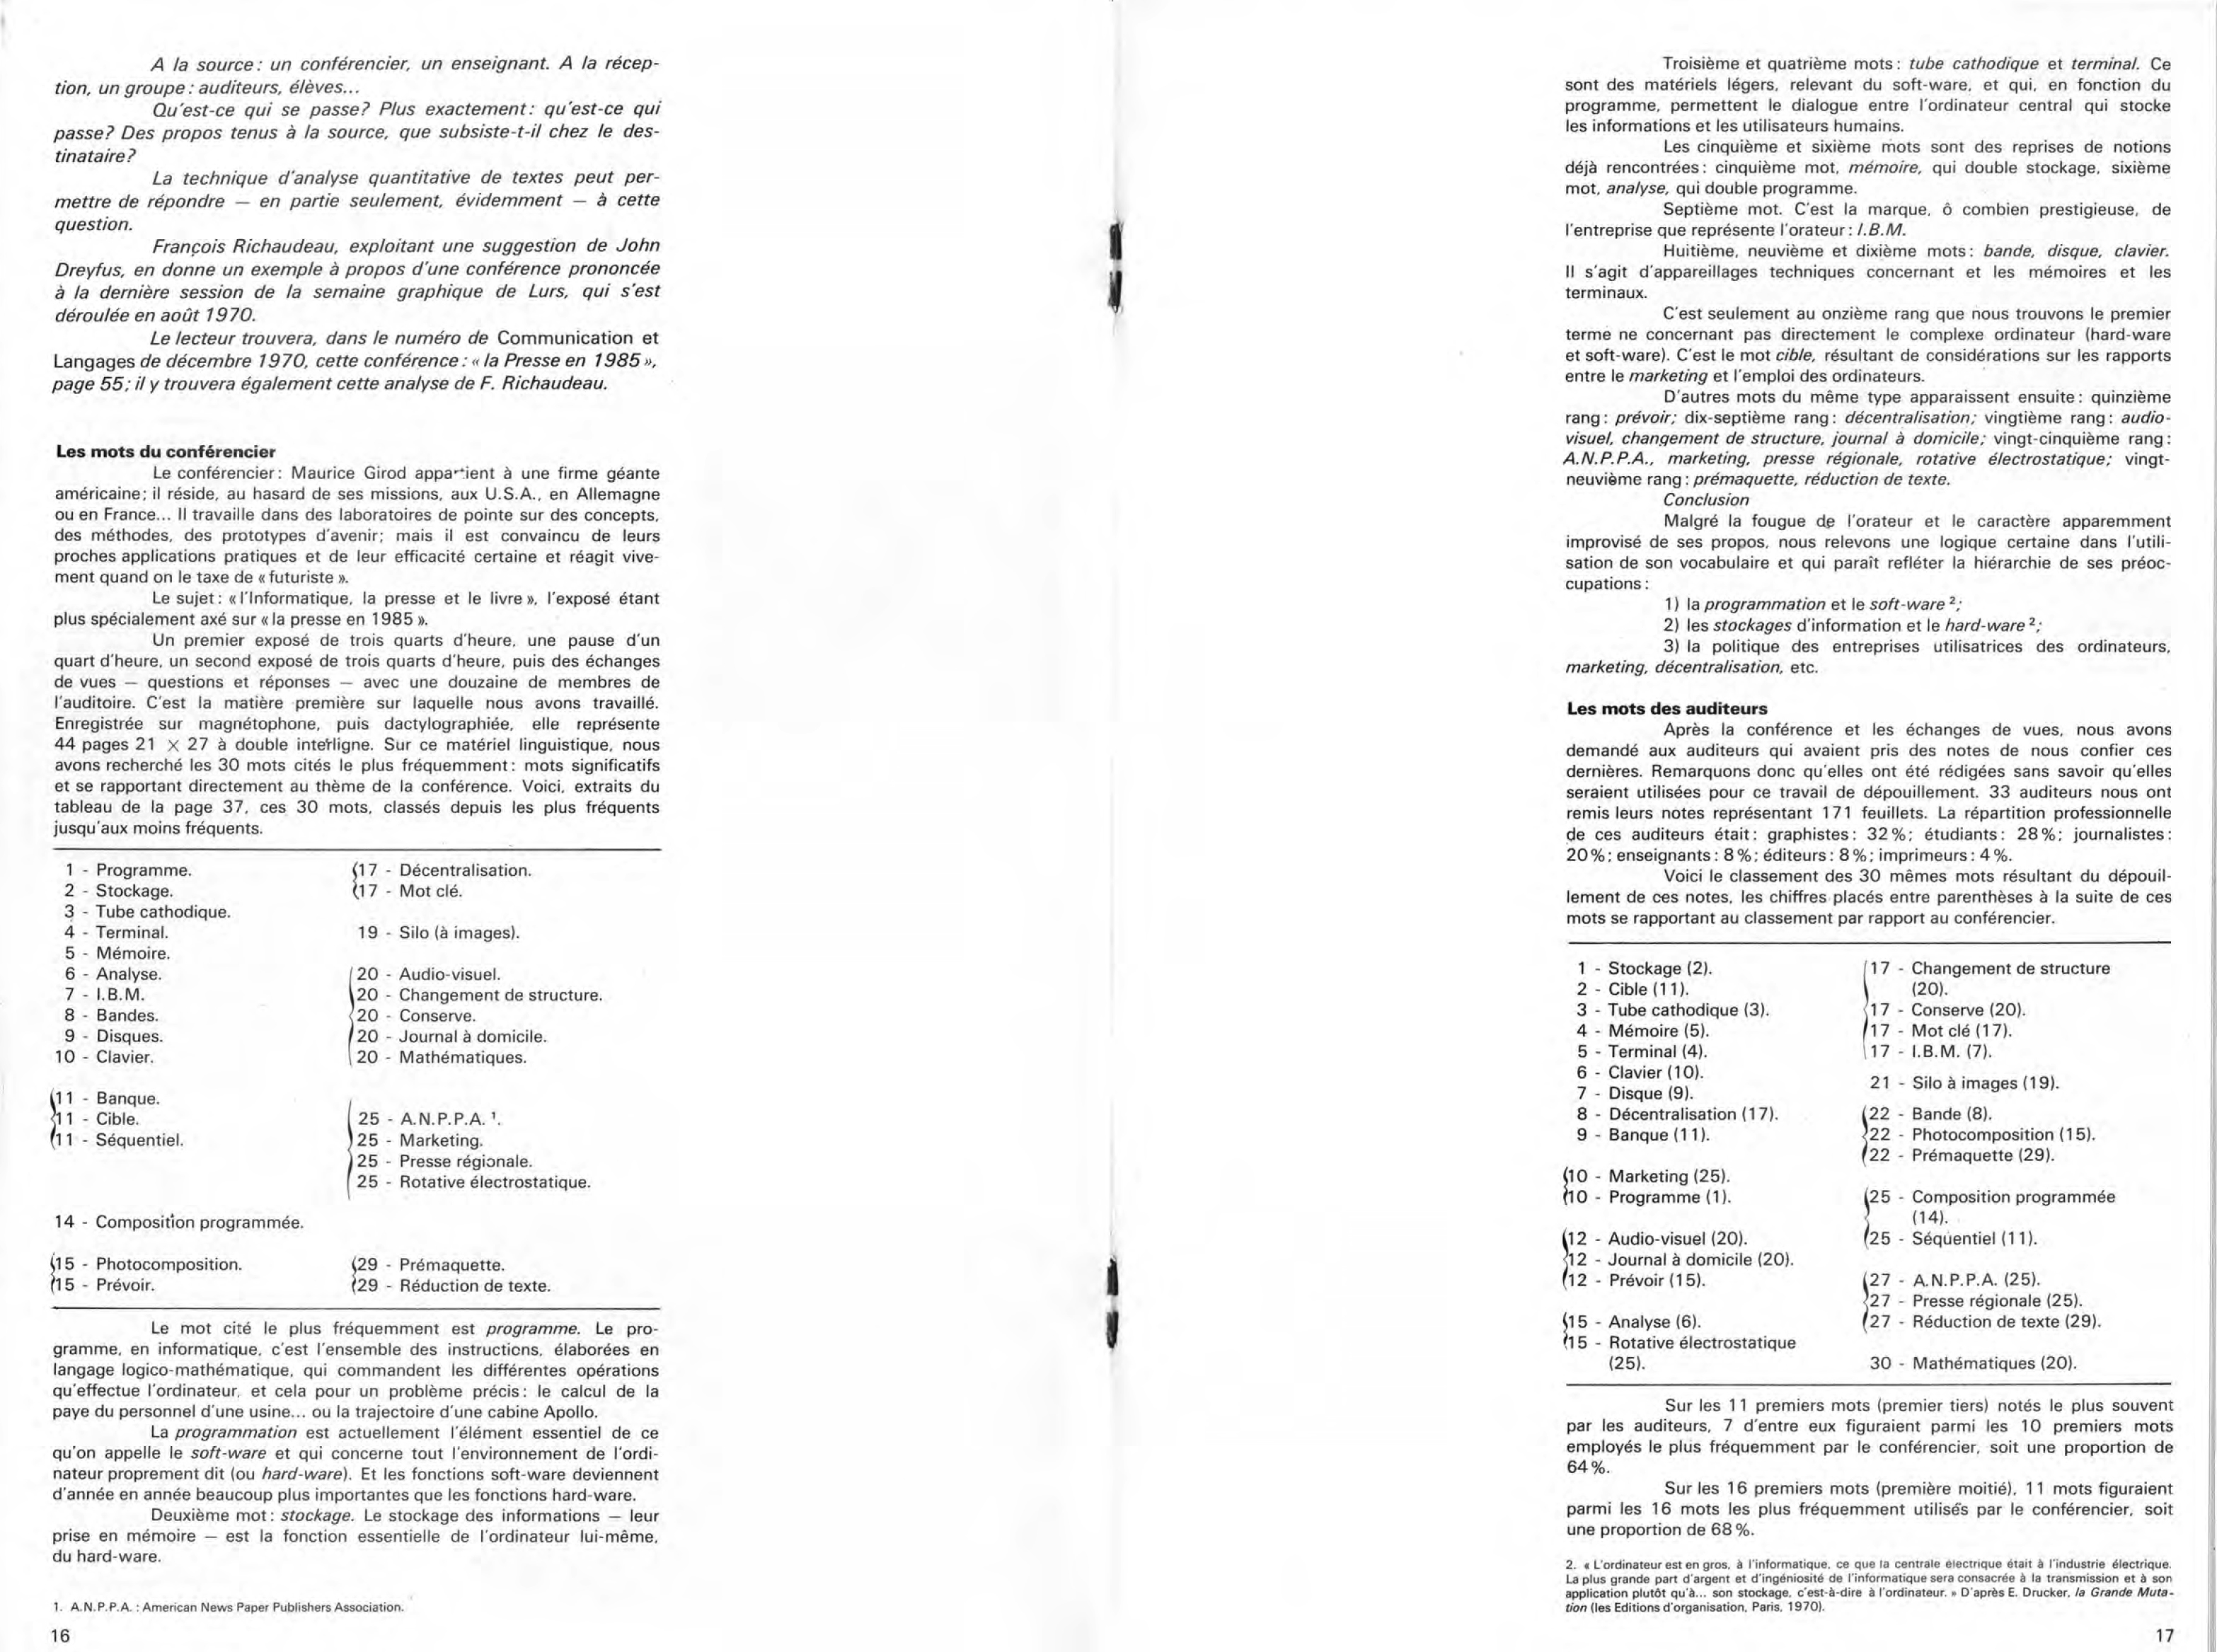 A la source : un conférencier, un enseignant. A la récep-
tion, un groupe : auditeurs, élèves...
Qu'est-ce qui se passe? Plus exactement : qu'est-ce qui
passe? Des propos tenus à la source, que subsiste-t-il chez le des-
tinataire?
La technique d'analyse quantitative de textes peut per-
mettre de répondre — en partie seulement, évidemment — à cette
question.
François Richaudeau, exploitant une suggestion de John
Dreyfus, en donne un exemple à propos d'une conférence prononcée
à la dernière session de la semaine graphique de Lurs, qui s'est
déroulée en août 1970.
Le lecteur trouvera, dans le numéro de Communication et
Langages de décembre 1970, cette conférence : « la Presse en 1985 »,
page 55; il y trouvera également cette analyse de F. Richaudeau.
Les mots du conférencier
Le conférencier : Maurice Girod appartient à une firme géante
américaine; il réside, au hasard de ses missions, aux U.S.A., en Allemagne
ou en France... Il travaille dans des laboratoires de pointe sur des concepts,
des méthodes, des prototypes d'avenir; mais il est convaincu de leurs
proches applications pratiques et de leur efficacité certaine et réagit vive-
ment quand on le taxe de « futuriste ».
Le sujet : « l'Informatique, la presse et le livre », l'exposé étant
plus spécialement axé sur « la presse en 1985 ».
Un premier exposé de trois quarts d'heure, une pause d'un
quart d'heure, un second exposé de trois quarts d'heure, puis des échanges
de vues — questions et réponses — avec une douzaine de membres de
l'auditoire. C'est la matière première sur laquelle nous avons travaillé.
Enregistrée sur magnétophone, puis dactylographiée, elle représente
44 pages 21 × 27 à double interligne. Sur ce matériel linguistique, nous
avons recherché les 30 mots cités le plus fréquemment : mots significatifs
et se rapportant directement au thème de la conférence. Voici, extraits du
tableau de la page 37, ces 30 mots, classés depuis les plus fréquents
jusqu'aux moins fréquents.
1 - Programme.
2 - Stockage.
3 - Tube cathodique.
4 - Terminal.
5 - Mémoire.
6 - Analyse.
7 - I.B.M.
8 - Bandes.
9 - Disques.
10 - Clavier.
11 - Banque.
11 - Cible.
11 - Séquentiel.
14 - Composition programmée.
15 - Photocomposition.
15 - Prévoir.
17 - Décentralisation.
17 - Mot clé.
19 - Silo (à images).
20 - Audio-visuel.
20 - Changement de structure.
20 - Conserve.
20 - Journal à domicile.
20 - Mathématiques.
25 - A.N.P.P.A. ¹.
25 - Marketing.
25 - Presse régionale.
25 - Rotative électrostatique.
29 - Prémaquette.
29 - Réduction de texte.
Le mot cité le plus fréquemment est programme. Le pro-
gramme, en informatique, c'est l'ensemble des instructions, élaborées en
langage logico-mathématique, qui commandent les différentes opérations
qu'effectue l'ordinateur, et cela pour un problème précis : le calcul de la
paye du personnel d'une usine... ou la trajectoire d'une cabine Apollo.
La programmation est actuellement l'élément essentiel de ce
qu'on appelle le soft-ware et qui concerne tout l'environnement de l'ordi-
nateur proprement dit (ou hard-ware). Et les fonctions soft-ware deviennent
d'année en année beaucoup plus importantes que les fonctions hard-ware.
Deuxième mot : stockage. Le stockage des informations — leur
prise en mémoire — est la fonction essentielle de l'ordinateur lui-même,
du hard-ware.
1. A.N.P.P.A. : American News Paper Publishers Association.
16
Troisième et quatrième mots : tube cathodique et terminal. Ce
sont des matériels légers, relevant du soft-ware, et qui, en fonction du
programme, permettent le dialogue entre l'ordinateur central qui stocke
les informations et les utilisateurs humains.
Les cinquième et sixième mots sont des reprises de notions
déjà rencontrées : cinquième mot, mémoire, qui double stockage, sixième
mot, analyse, qui double programme.
Septième mot. C'est la marque, ô combien prestigieuse, de
l'entreprise que représente l'orateur : I.B.M.
Huitième, neuvième et dixième mots : bande, disque, clavier.
Il s'agit d'appareillages techniques concernant et les mémoires et les
terminaux.
C'est seulement au onzième rang que nous trouvons le premier
terme ne concernant pas directement le complexe ordinateur (hard-ware
et soft-ware). C'est le mot cible, résultant de considérations sur les rapports
entre le marketing et l'emploi des ordinateurs.
D'autres mots du même type apparaissent ensuite : quinzième
rang : prévoir; dix-septième rang : décentralisation; vingtième rang : audio-
visuel, changement de structure, journal à domicile; vingt-cinquième rang :
A.N.P.P.A., marketing, presse régionale, rotative électrostatique; vingt-
neuvième rang : prémaquette, réduction de texte.
Conclusion
Malgré la fougue de l'orateur et le caractère apparemment
improvisé de ses propos, nous relevons une logique certaine dans l'utili-
sation de son vocabulaire et qui paraît refléter la hiérarchie de ses préoc-
cupations :
1) la programmation et le soft-ware ²;
2) les stockages d'information et le hard-ware ²;
3) la politique des entreprises utilisatrices des ordinateurs,
marketing, décentralisation, etc.
Les mots des auditeurs
Après la conférence et les échanges de vues, nous avons
demandé aux auditeurs qui avaient pris des notes de nous confier ces
dernières. Remarquons donc qu'elles ont été rédigées sans savoir qu'elles
seraient utilisées pour ce travail de dépouillement. 33 auditeurs nous ont
remis leurs notes représentant 171 feuillets. La répartition professionnelle
de ces auditeurs était : graphistes : 32 %; étudiants : 28 %; journalistes :
20 %; enseignants : 8 %; éditeurs : 8 %; imprimeurs : 4 %.
Voici le classement des 30 mêmes mots résultant du dépouil-
lement de ces notes, les chiffres placés entre parenthèses à la suite de ces
mots se rapportant au classement par rapport au conférencier.
1 - Stockage (2).
2 - Cible (11).
3 - Tube cathodique (3).
4 - Mémoire (5).
5 - Terminal (4).
6 - Clavier (10).
7 - Disque (9).
8 - Décentralisation (17).
9 - Banque (11).
10 - Marketing (25).
10 - Programme (1).
12 - Audio-visuel (20).
12 - Journal à domicile (20).
12 - Prévoir (15).
15 - Analyse (6).
15 - Rotative électrostatique
(25).
17 - Changement de structure
(20).
17 - Conserve (20).
17 - Mot clé (17).
17 - I.B.M. (7).
21 - Silo à images (19).
22 - Bande (8).
22 - Photocomposition (15).
22 - Prémaquette (29).
25 - Composition programmée
(14).
25 - Séquentiel (11).
27 - A.N.P.P.A. (25).
27 - Presse régionale (25).
27 - Réduction de texte (29).
30 - Mathématiques (20).
Sur les 11 premiers mots (premier tiers) notés le plus souvent
par les auditeurs, 7 d'entre eux figuraient parmi les 10 premiers mots
employés le plus fréquemment par le conférencier, soit une proportion de
64 %.
Sur les 16 premiers mots (première moitié), 11 mots figuraient
parmi les 16 mots les plus fréquemment utilisés par le conférencier, soit
une proportion de 68 %.
2. « L'ordinateur est en gros, à l'informatique, ce que la centrale électrique était à l'industrie électrique.
La plus grande part d'argent et d'ingéniosité de l'informatique sera consacrée à la transmission et à son
application plutôt qu'à... son stockage, c'est-à-dire à l'ordinateur. » D'après E. Drucker, la Grande Muta-
tion (les Editions d'organisation, Paris, 1970).
17